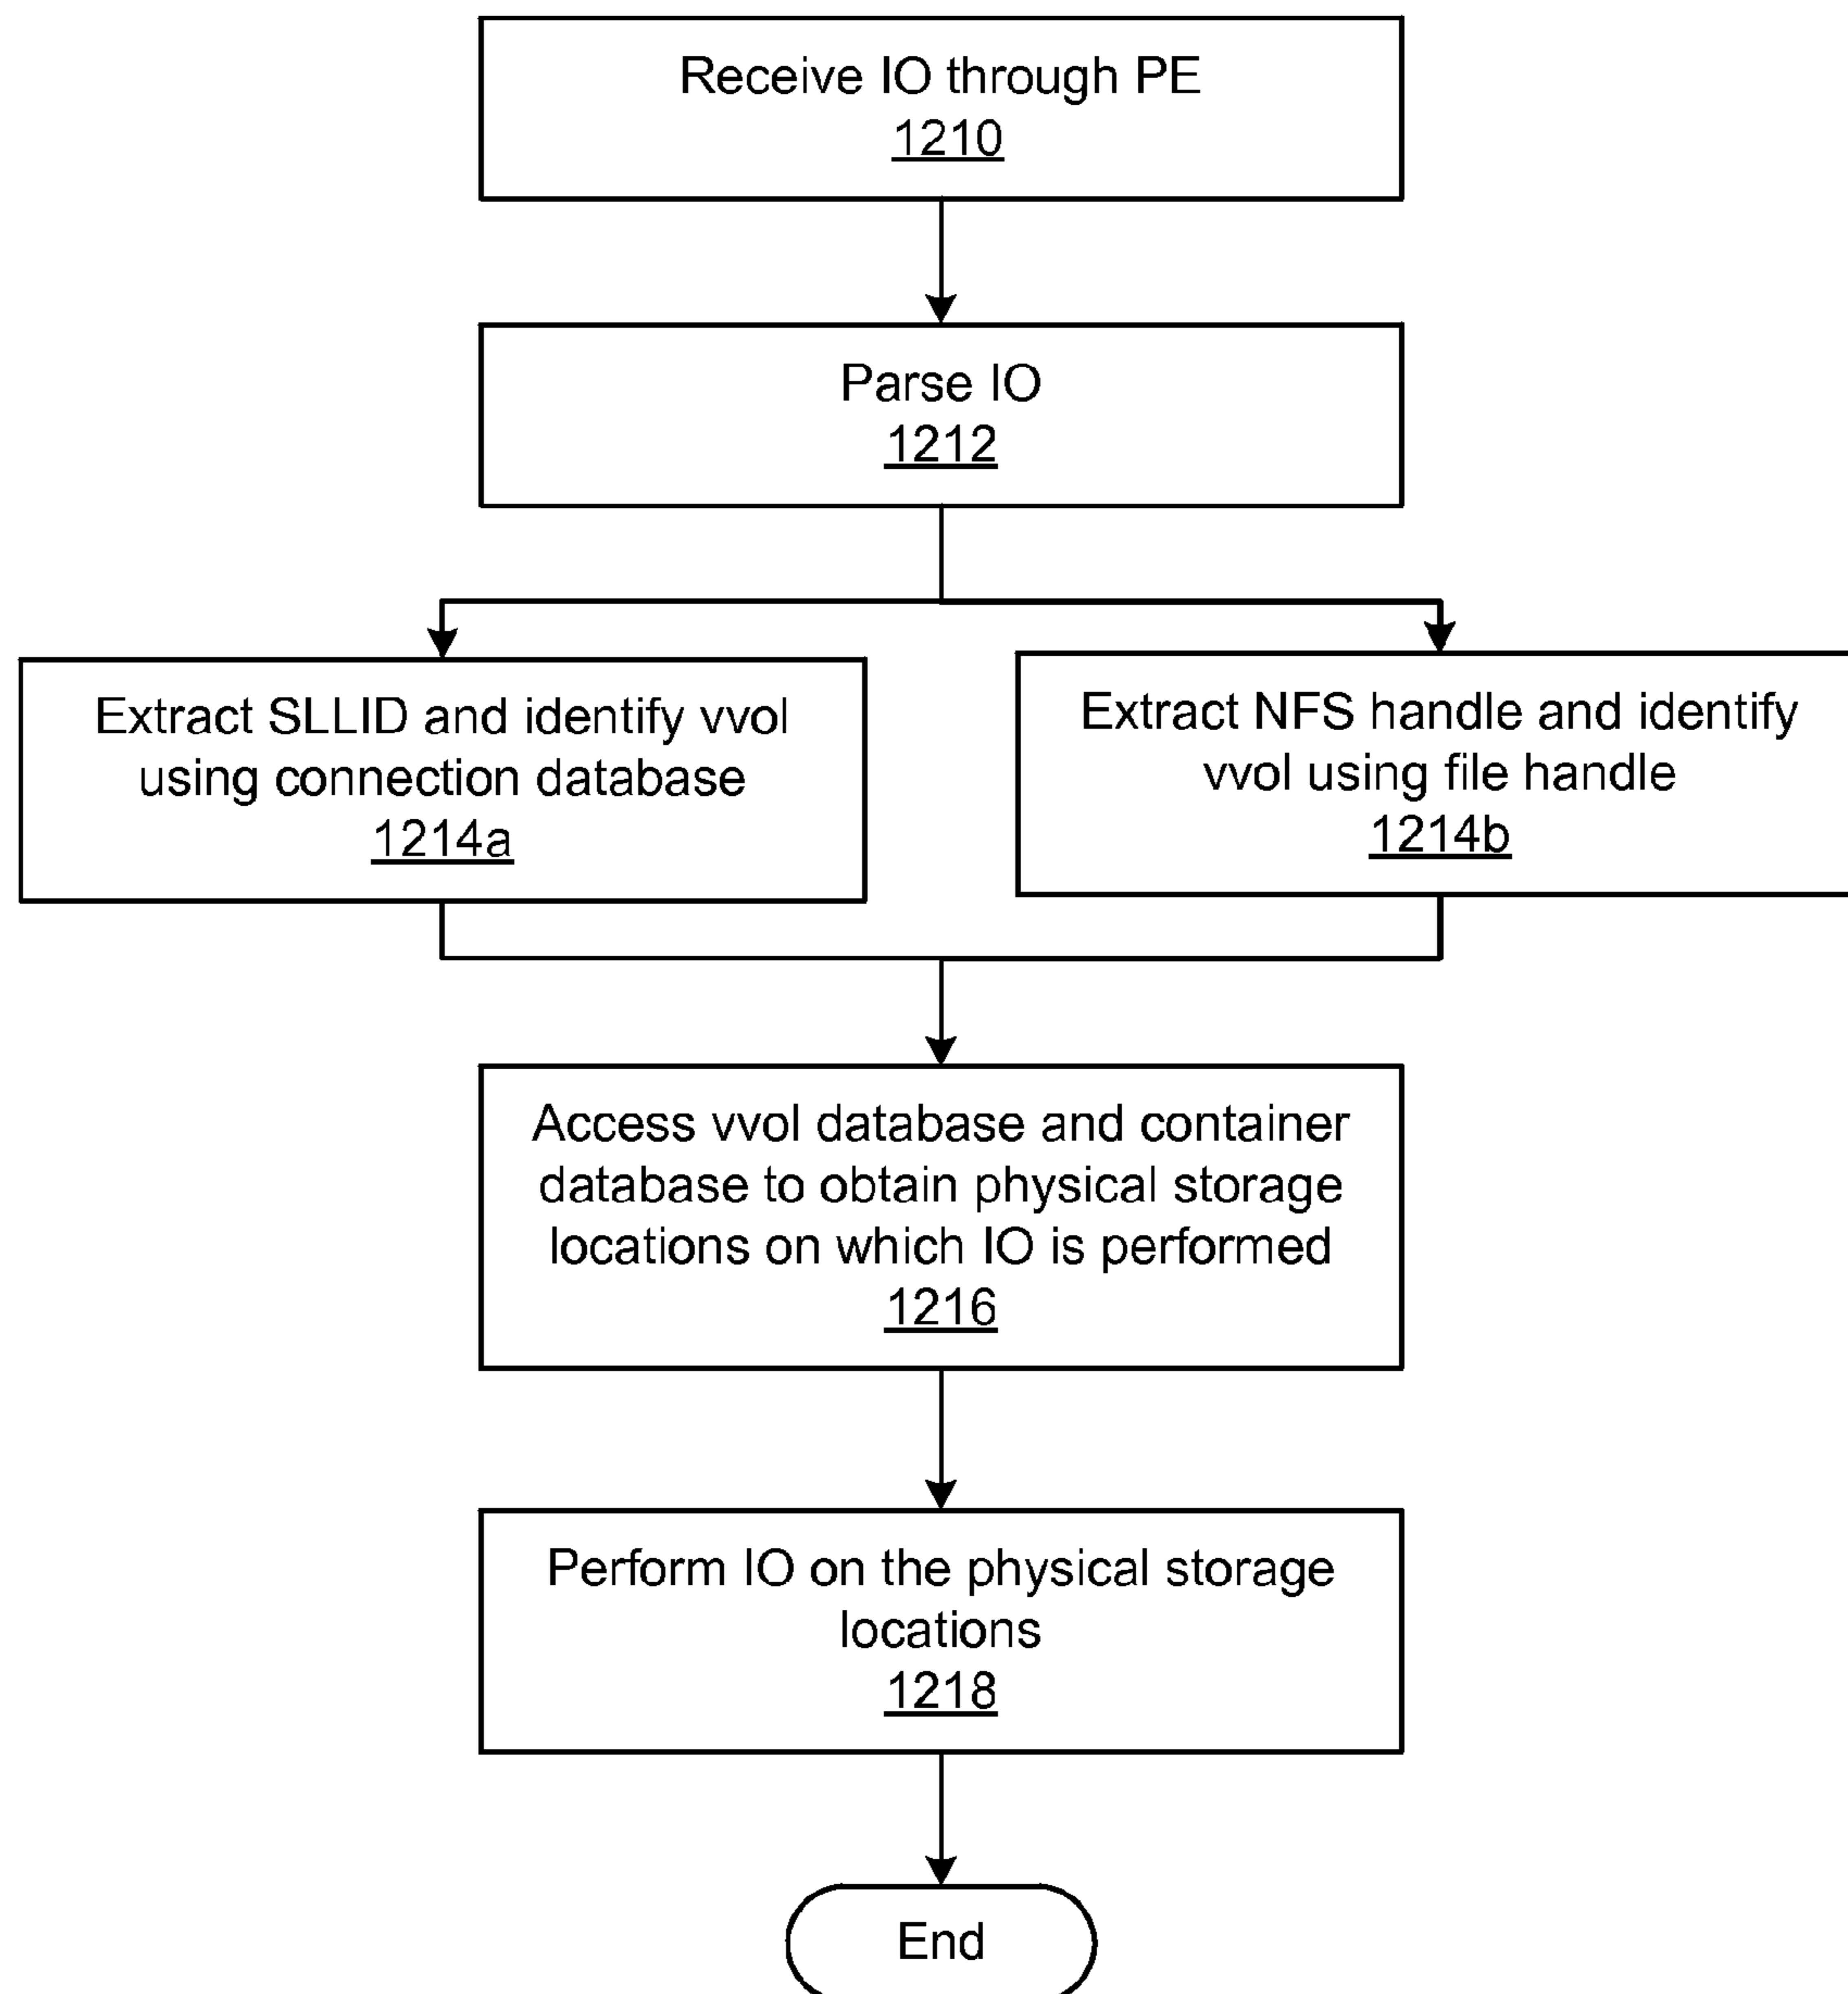 Receive IO through PE
1210
Parse IO
1212
Extract SLLID and identify vvol
using connection database
1214a
Extract NFS handle and identify
vvol using file handle
1214b
Access vvol database and container
database to obtain physical storage
locations on which IO is performed
1216
Perform IO on the physical storage
locations
1218
End